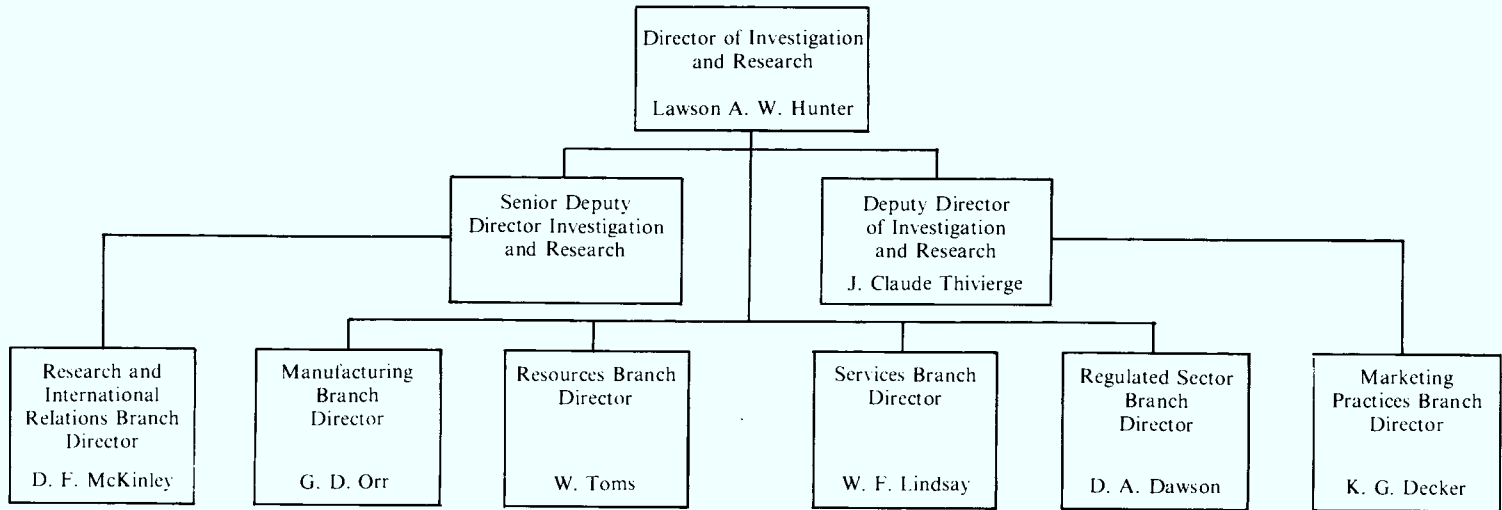 Director of Investigation
and Research
Lawson A. W. Hunter
Senior Deputy
Director Investigation
and Research
Deputy Director
of Investigation
and Research
J. Claude Thivierge
Research and
International
Relations Branch
Director
D. F. McKinley
Manufacturing
Branch
Director
G. D. Orr
Resources Branch
Director
W. Toms
Services Branch
Director
W. F. Lindsay
Regulated Sector
Branch
Director
D. A. Dawson
Marketing
Practices Branch
Director
K. G. Decker